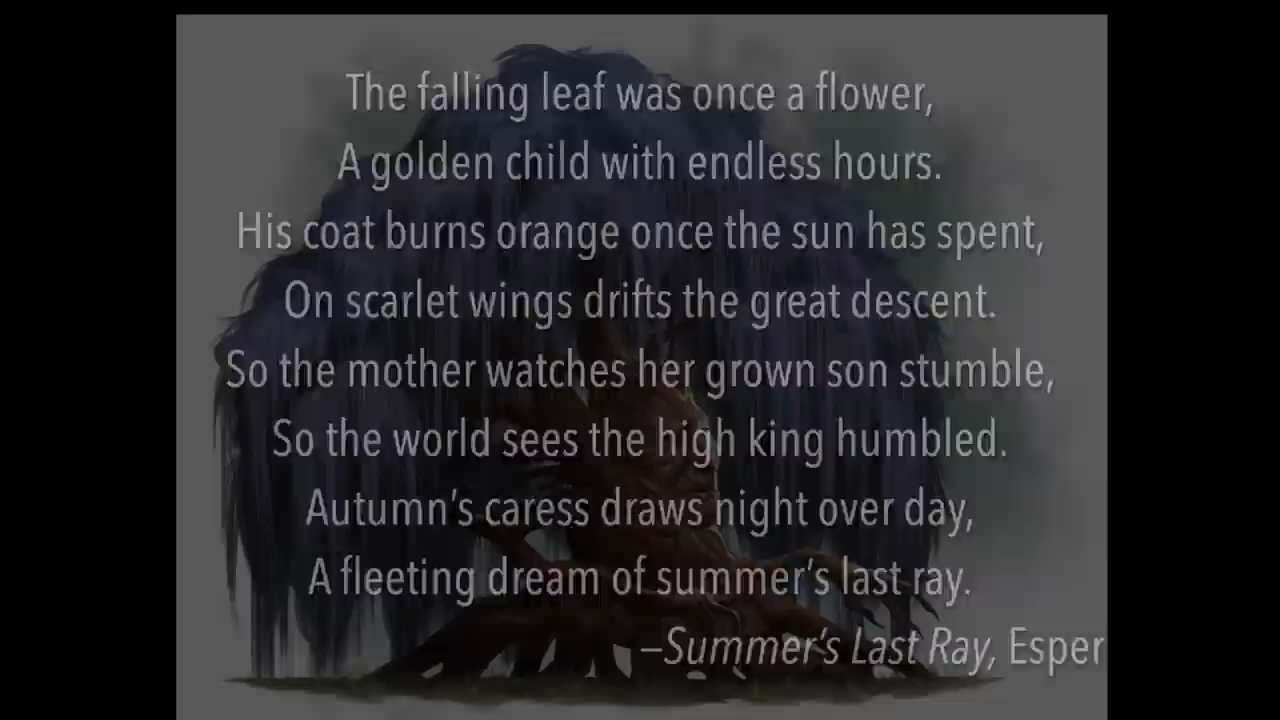 The falling leaf was once a flower,
A golden child with endless hours.
His coat burns orange once the sun has spent,
On scarlet wings drifts the great descent.
So the mother watches her grown son stumble,
So the world sees the high king humbled.
Autumn’s caress draws night over day,
A fleeting dream of summer’s last ray.
–Summer’s Last Ray, Esper